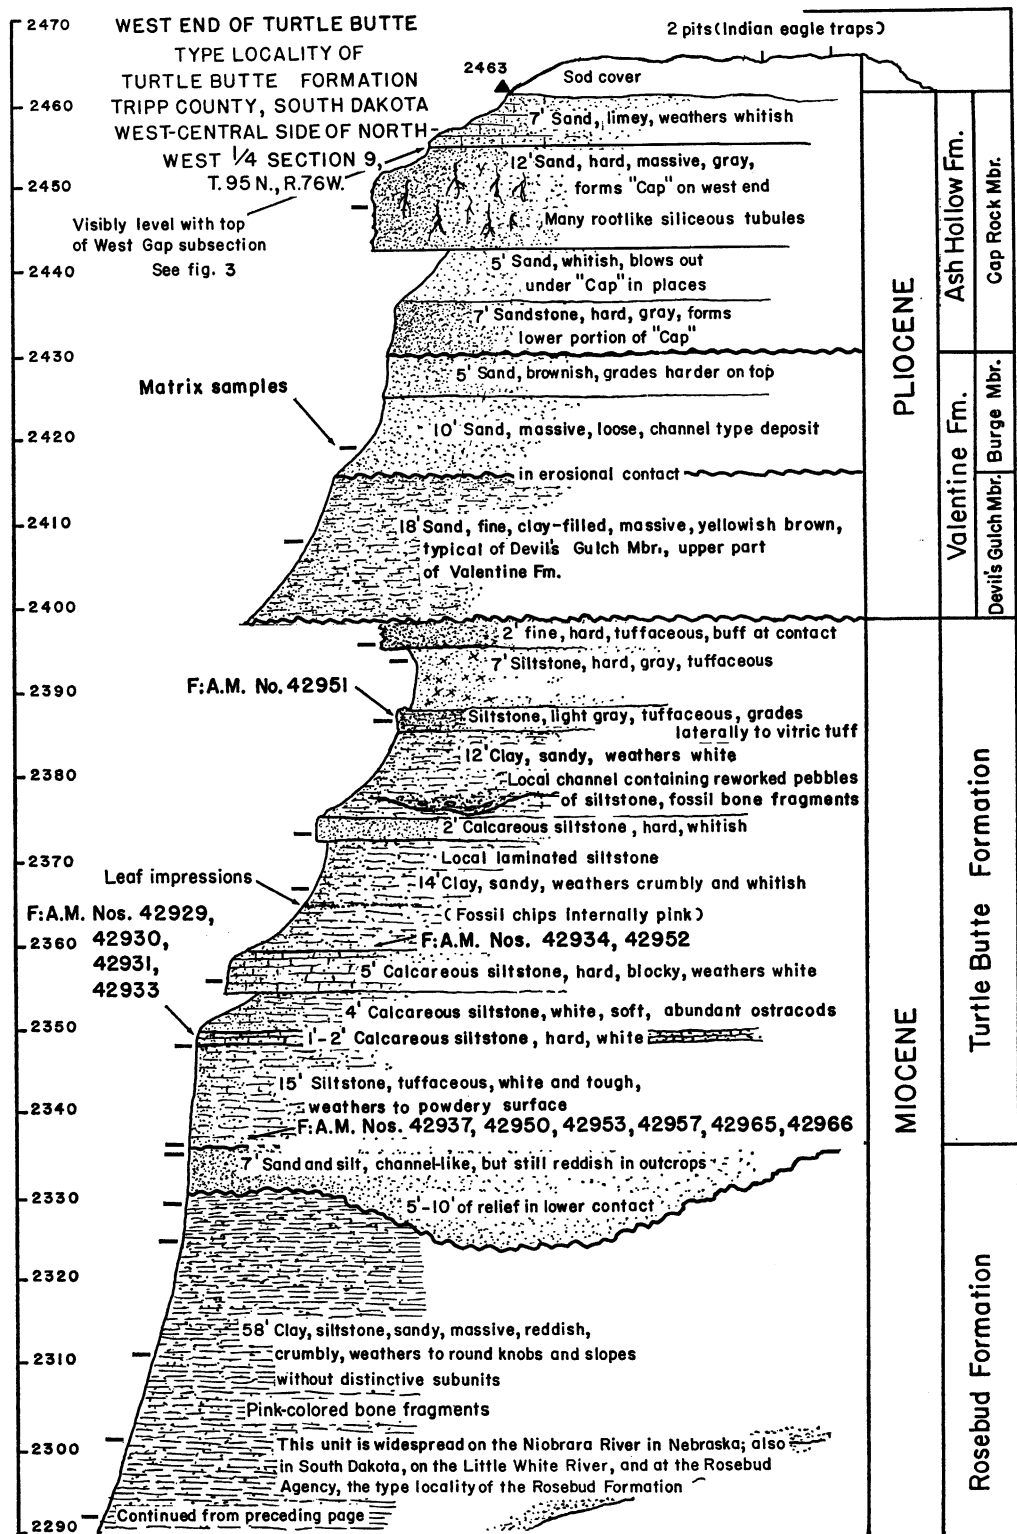 WEST END OF TURTLE BUTTE
TYPE LOCALITY OF
TURTLE BUTTE FORMATION
TRIPP COUNTY, SOUTH DAKOTA
WEST-CENTRAL SIDE OF NORTH-
WEST 1/4 SECTION 9,
T. 95 N., R. 76 W.
Visibly level with top
of West Gap subsection
See fig. 3
2 pits (Indian eagle traps)
2463
Sod cover
7' Sand, limey, weathers whitish
12' Sand, hard, massive, gray,
forms "Cap" on west end
Many rootlike siliceous tubules
5' Sand, whitish, blows out
under "Cap" in places
7' Sandstone, hard, gray, forms
lower portion of "Cap"
5' Sand, brownish, grades harder on top
Matrix samples
10' Sand, massive, loose, channel type deposit
in erosional contact
18' Sand, fine, clay-filled, massive, yellowish brown,
typical of Devil's Gulch Mbr., upper part
of Valentine Fm.
2' fine, hard, tuffaceous, buff at contact
7' Siltstone, hard, gray, tuffaceous
F:A.M. No. 42951
Siltstone, light gray, tuffaceous, grades
laterally to vitric tuff
12' Clay, sandy, weathers white
Local channel containing reworked pebbles
of siltstone, fossil bone fragments
2' Calcareous siltstone, hard, whitish
Local laminated siltstone
Leaf impressions
14' Clay, sandy, weathers crumbly and whitish
(Fossil chips internally pink)
F:A.M. Nos. 42929,
42930,
42931,
42933
F:A.M. Nos. 42934, 42952
5' Calcareous siltstone, hard, blocky, weathers white
4' Calcareous siltstone, white, soft, abundant ostracods
1'-2' Calcareous siltstone, hard, white
15' Siltstone, tuffaceous, white and tough,
weathers to powdery surface
F:A.M. Nos. 42937, 42950, 42953, 42957, 42965, 42966
7' Sand and silt, channel-like, but still reddish in outcrops
5'-10' of relief in lower contact
58' Clay, siltstone, sandy, massive, reddish,
crumbly, weathers to round knobs and slopes
without distinctive subunits
Pink-colored bone fragments
This unit is widespread on the Niobrara River in Nebraska; also
in South Dakota, on the Little White River, and at the Rosebud
Agency, the type locality of the Rosebud Formation
Continued from preceding page
2470
2460
2450
2440
2430
2420
2410
2400
2390
2380
2370
2360
2350
2340
2330
2320
2310
2300
2290
PLIOCENE
MIOCENE
Ash Hollow Fm.
Valentine Fm.
Turtle Butte Formation
Rosebud Formation
Cap Rock Mbr.
Burge Mbr.
Devil's Gulch Mbr.